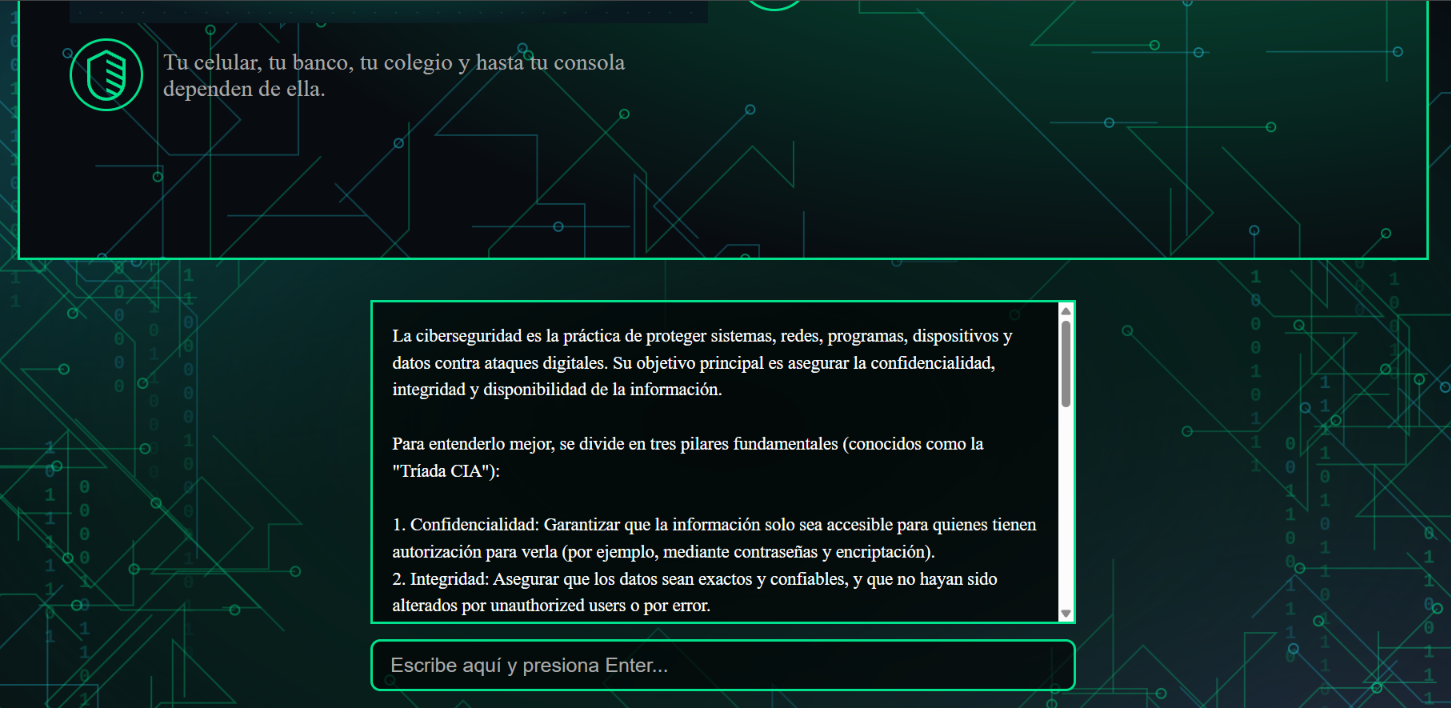 Tu celular, tu banco, tu colegio y hasta tu consola
dependen de ella.
La ciberseguridad es la práctica de proteger sistemas, redes, programas, dispositivos y
datos contra ataques digitales. Su objetivo principal es asegurar la confidencialidad,
integridad y disponibilidad de la información.
Para entenderlo mejor, se divide en tres pilares fundamentales (conocidos como la
"Tríada CIA"):
1. Confidencialidad: Garantizar que la información solo sea accesible para quienes tienen
autorización para verla (por ejemplo, mediante contraseñas y encriptación).
2. Integridad: Asegurar que los datos sean exactos y confiables, y que no hayan sido
alterados por unauthorized users o por error.
Escribe aquí y presiona Enter...